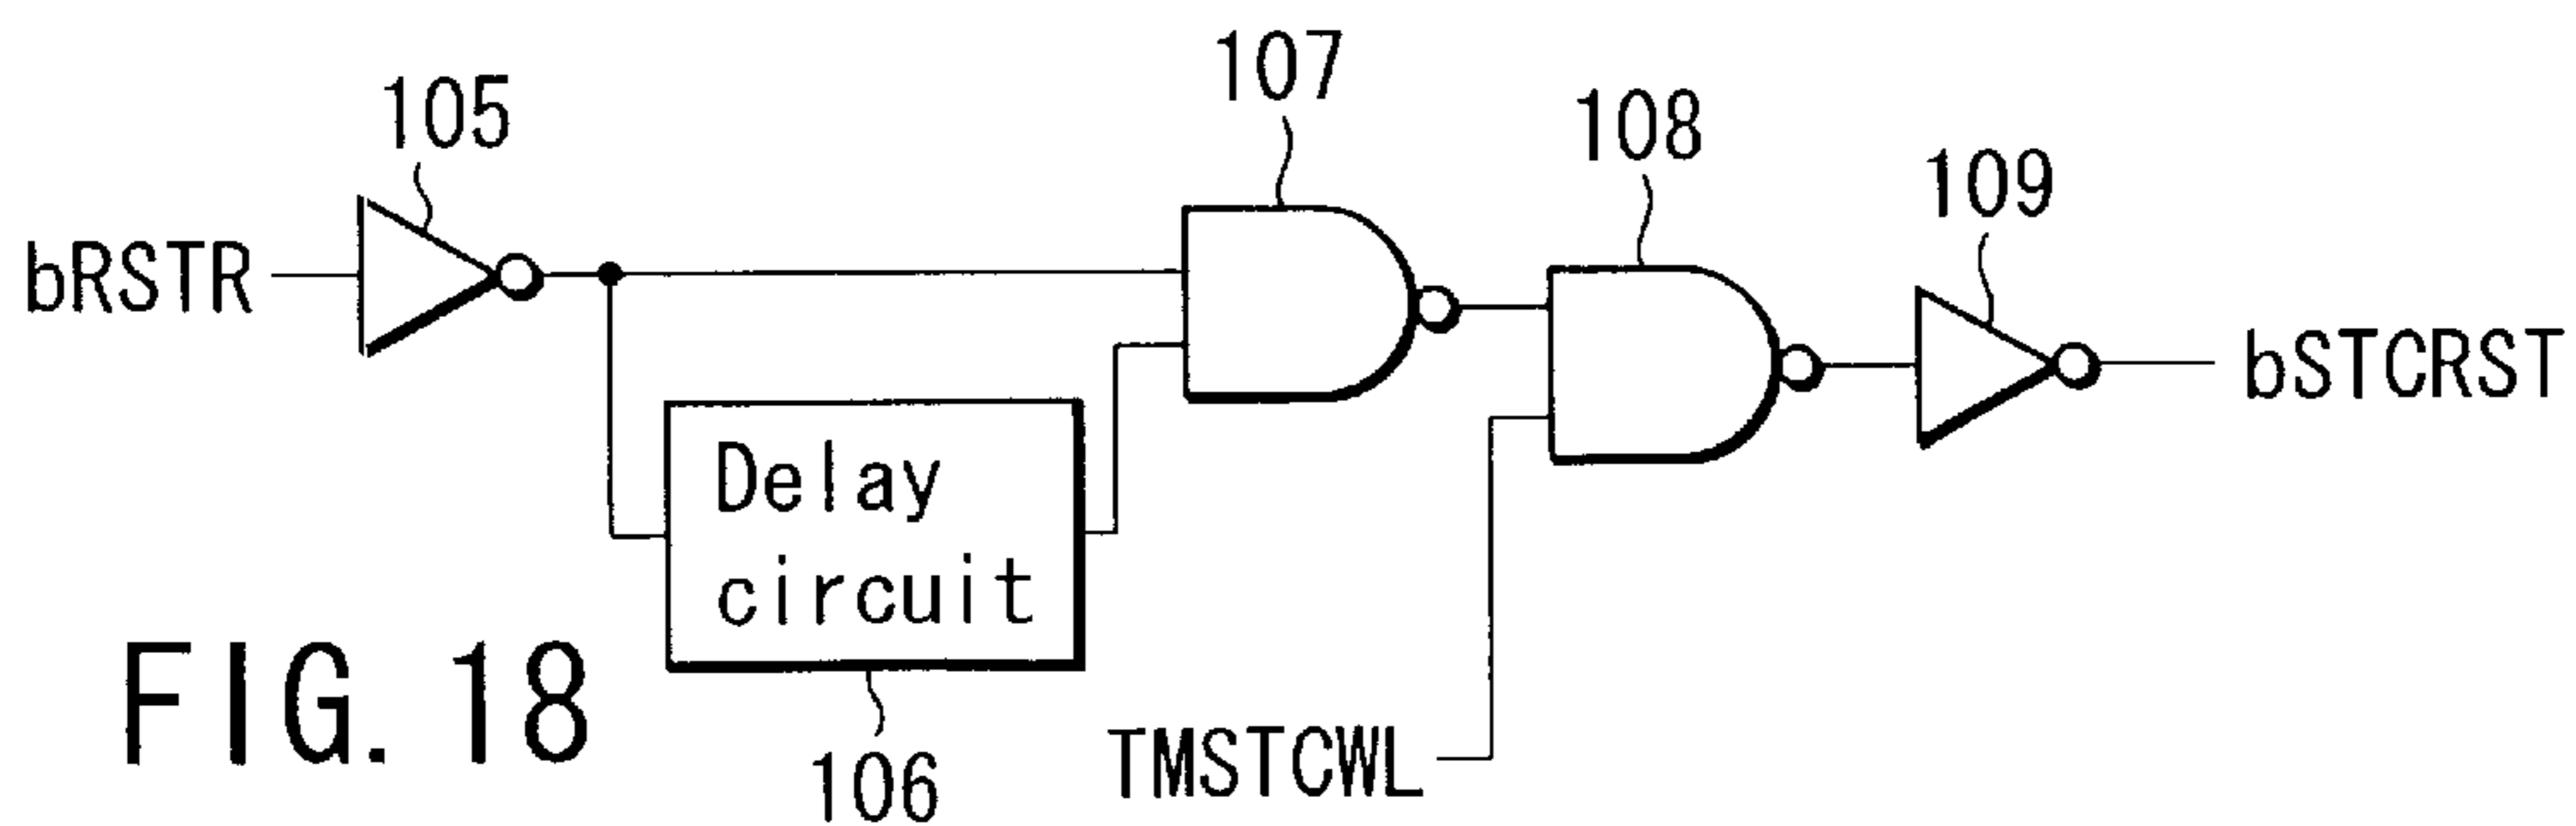 107
105
108
109
bRSTR
bSTCRST
Delay
circuit
FIG. 18
106
TMSTCWL